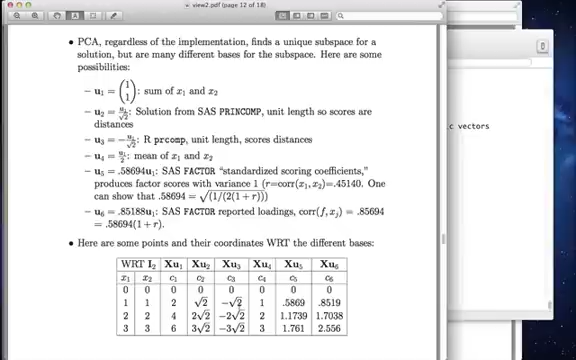 view2.pdf (page 12 of 18)
• PCA, regardless of the implementation, finds a unique subspace for a
solution, but are many different bases for the subspace. Here are some
possibilities:
– u₁ = (1 1) : sum of x₁ and x₂
– u₂ = u₁/√2: Solution from SAS PRINCOMP, unit length so scores are
distances
– u₃ = −u₁/√2: R prcomp, unit length, scores distances
– u₄ = u₁/2: mean of x₁ and x₂
– u₅ = .58694u₁: SAS FACTOR "standardized scoring coefficients,"
produces factor scores with variance 1 (r=corr(x₁, x₂)=.45140. One
can show that .58694 = √(1/(2(1 + r)))
– u₆ = .85188u₁: SAS FACTOR reported loadings, corr(f, xⱼ) = .85694
= .58694(1 + r).
• Here are some points and their coordinates WRT the different bases:
WRT I₂ Xu₁ Xu₂ Xu₃ Xu₄ Xu₅ Xu₆
x₁ x₂ c₁ c₂ c₃ c₄ c₅ c₆
0 0 0 0 0 0 0 0
1 1 2 √2 −√2 1 .5869 .8519
2 2 4 2√2 −2√2 2 1.1739 1.7038
3 3 6 3√2 −3√2 3 1.761 2.556
vectors